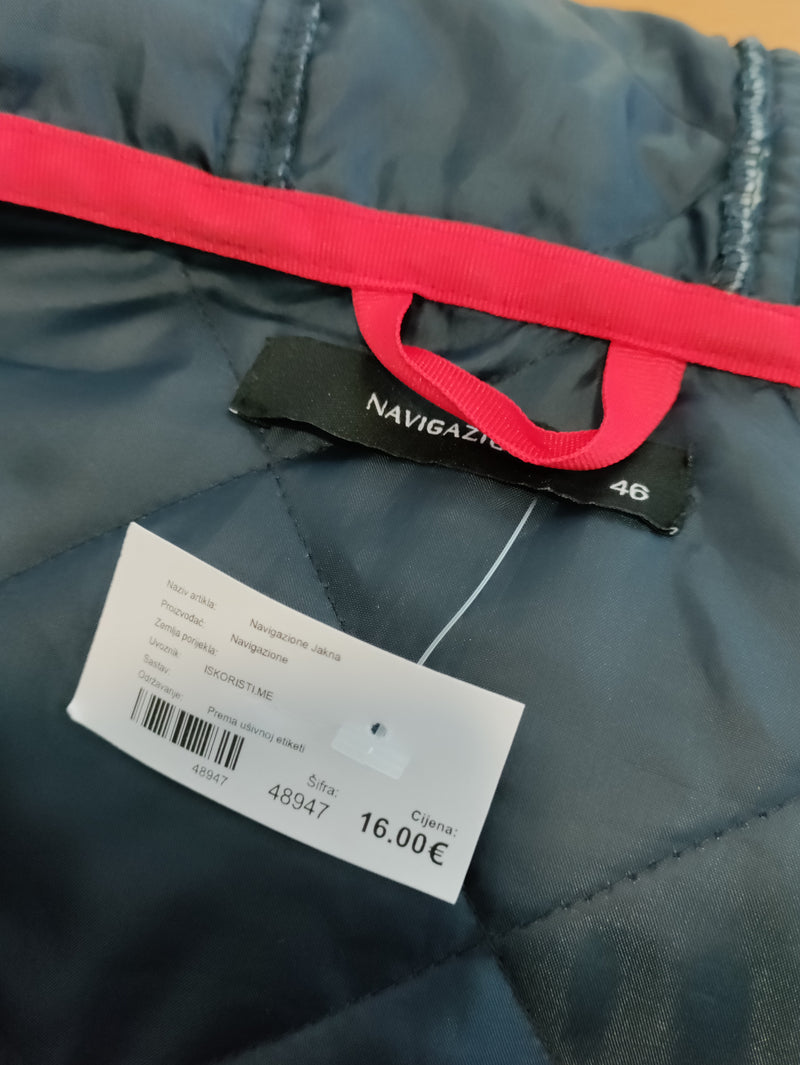 NAVIGAZIO
46
Naziv artikla: Navigazione Jakna
Proizvođač: Navigazione
Zemlja porijekla:
Uvoznik: ISKORISTI.ME
Sastav:
Održavanje: Prema ušivnoj etiketi
48947
Šifra:
48947
Cijena:
16.00€